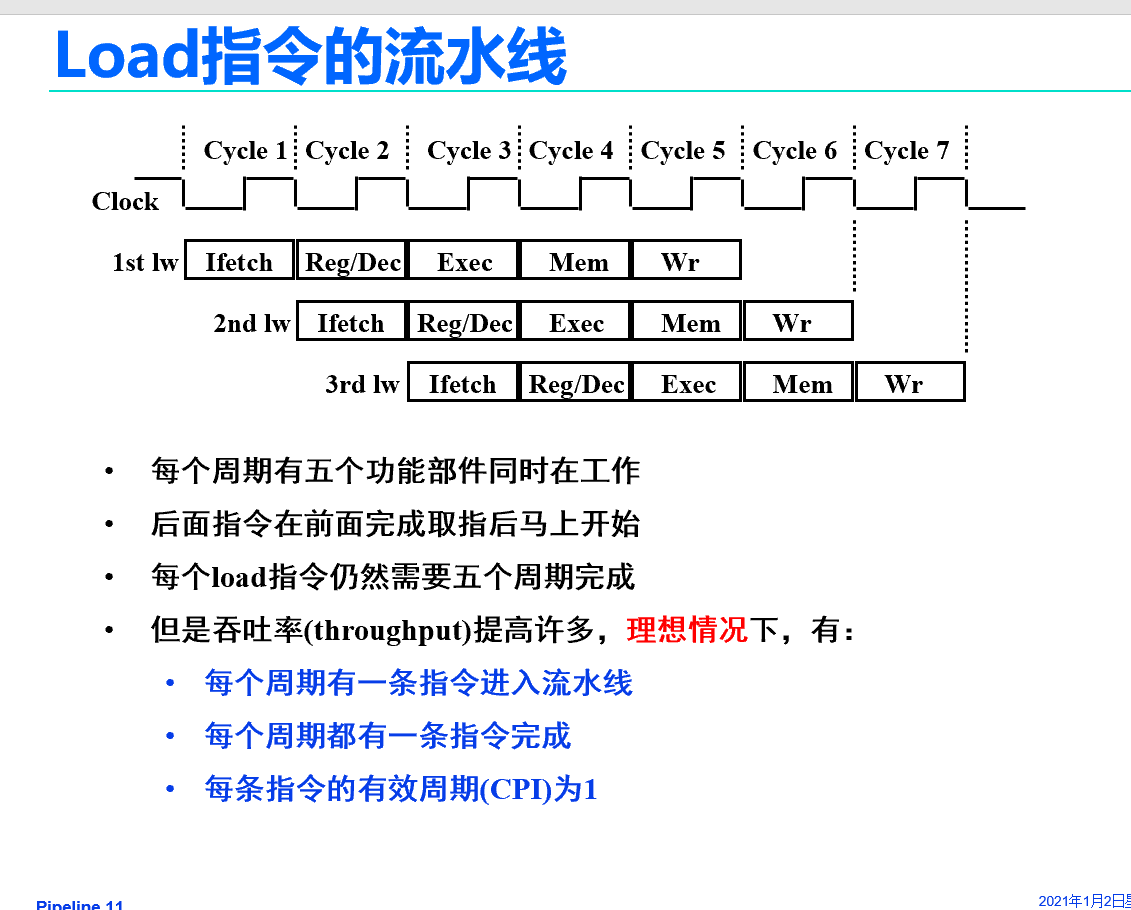 Load指令的流水线
Cycle 1 Cycle 2 Cycle 3 Cycle 4 Cycle 5 Cycle 6 Cycle 7
Clock
1st lw Ifetch Reg/Dec Exec Mem Wr
2nd lw Ifetch Reg/Dec Exec Mem Wr
3rd lw Ifetch Reg/Dec Exec Mem Wr
• 每个周期有五个功能部件同时在工作
• 后面指令在前面完成取指后马上开始
• 每个load指令仍然需要五个周期完成
• 但是吞吐率(throughput)提高许多，理想情况下，有：
• 每个周期有一条指令进入流水线
• 每个周期都有一条指令完成
• 每条指令的有效周期(CPI)为1
Pipeline 11
2021年1月2日